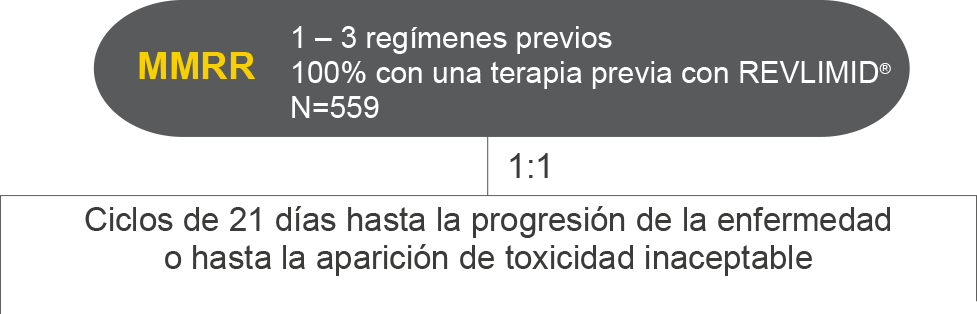 MMRR
1 – 3 regímenes previos
100% con una terapia previa con REVLIMID®
N=559
1:1
Ciclos de 21 días hasta la progresión de la enfermedad
o hasta la aparición de toxicidad inaceptable